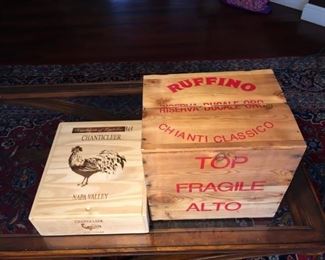 CHANTICLEER
NAPA VALLEY
RUFFINO
RISERVA DUCALE ORO
CHIANTI CLASSICO
TOP
FRAGILE
ALTO